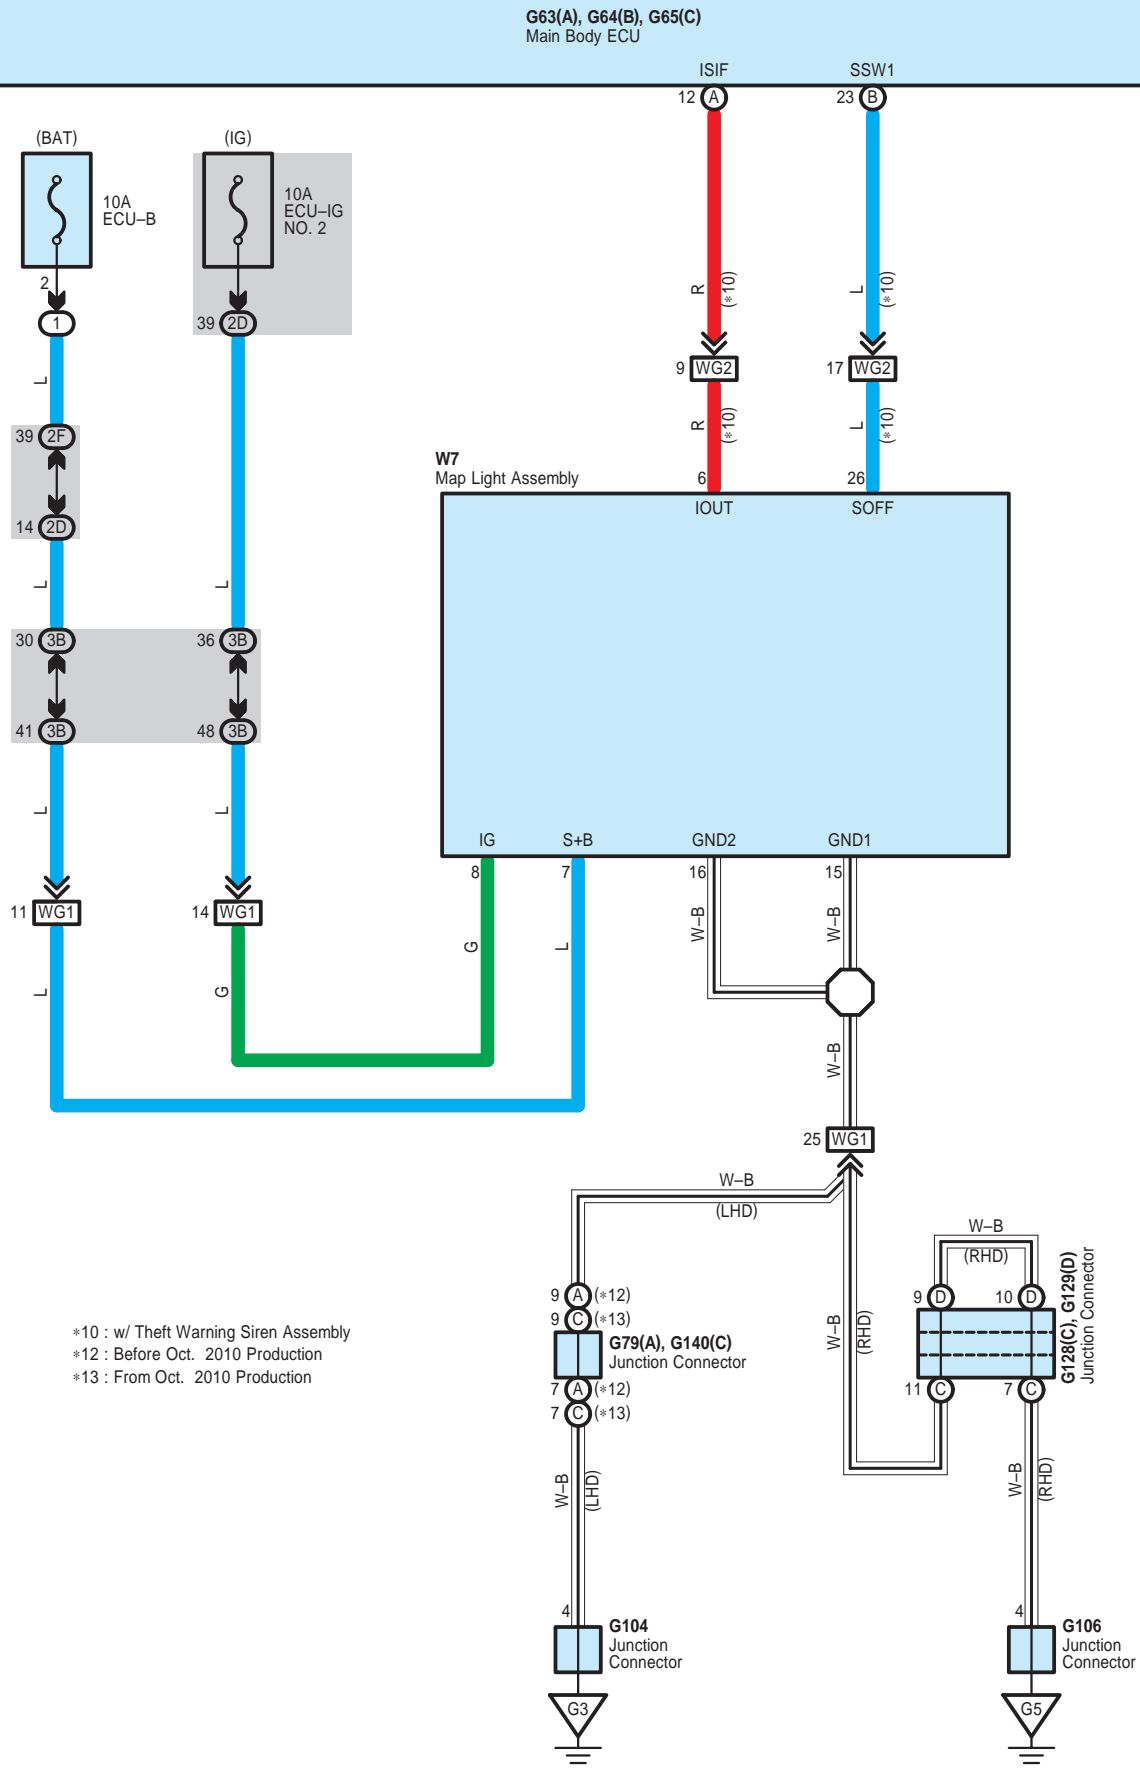 G63(A), G64(B), G65(C)
Main Body ECU
ISIF
SSW1
12 A
23 B
(BAT)
(IG)
10A
ECU–B
10A
ECU–IG
NO. 2
2
1
39 2D
L
R
(*10)
L
(*10)
9 WG2
17 WG2
R
(*10)
L
(*10)
39 2F
14 2D
W7
Map Light Assembly
6
26
IOUT
SOFF
L
L
30 3B
36 3B
41 3B
48 3B
L
L
IG
S+B
GND2
GND1
8
7
16
15
11 WG1
14 WG1
L
G
G
L
W–B
W–B
W–B
25 WG1
W–B
(LHD)
W–B
(RHD)
9 A (*12)
9 C (*13)
G79(A), G140(C)
Junction Connector
7 A (*12)
7 C (*13)
W–B
(RHD)
9 D
10 D
G128(C), G129(D)
Junction Connector
11 C
7 C
*10 : w/ Theft Warning Siren Assembly
*12 : Before Oct. 2010 Production
*13 : From Oct. 2010 Production
W–B
(LHD)
W–B
(RHD)
4
G104
Junction
Connector
4
G106
Junction
Connector
G3
G5